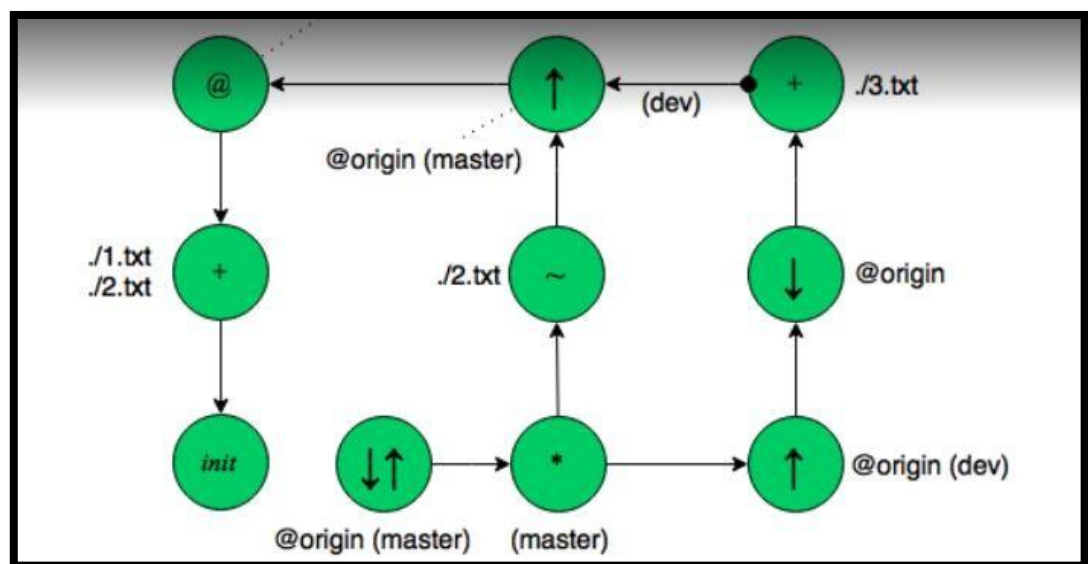 @
↑
+
./3.txt
(dev)
@origin (master)
./1.txt
./2.txt
+
./2.txt
~
↓
@origin
init
↓↑
*
↑
@origin (dev)
@origin (master)
(master)